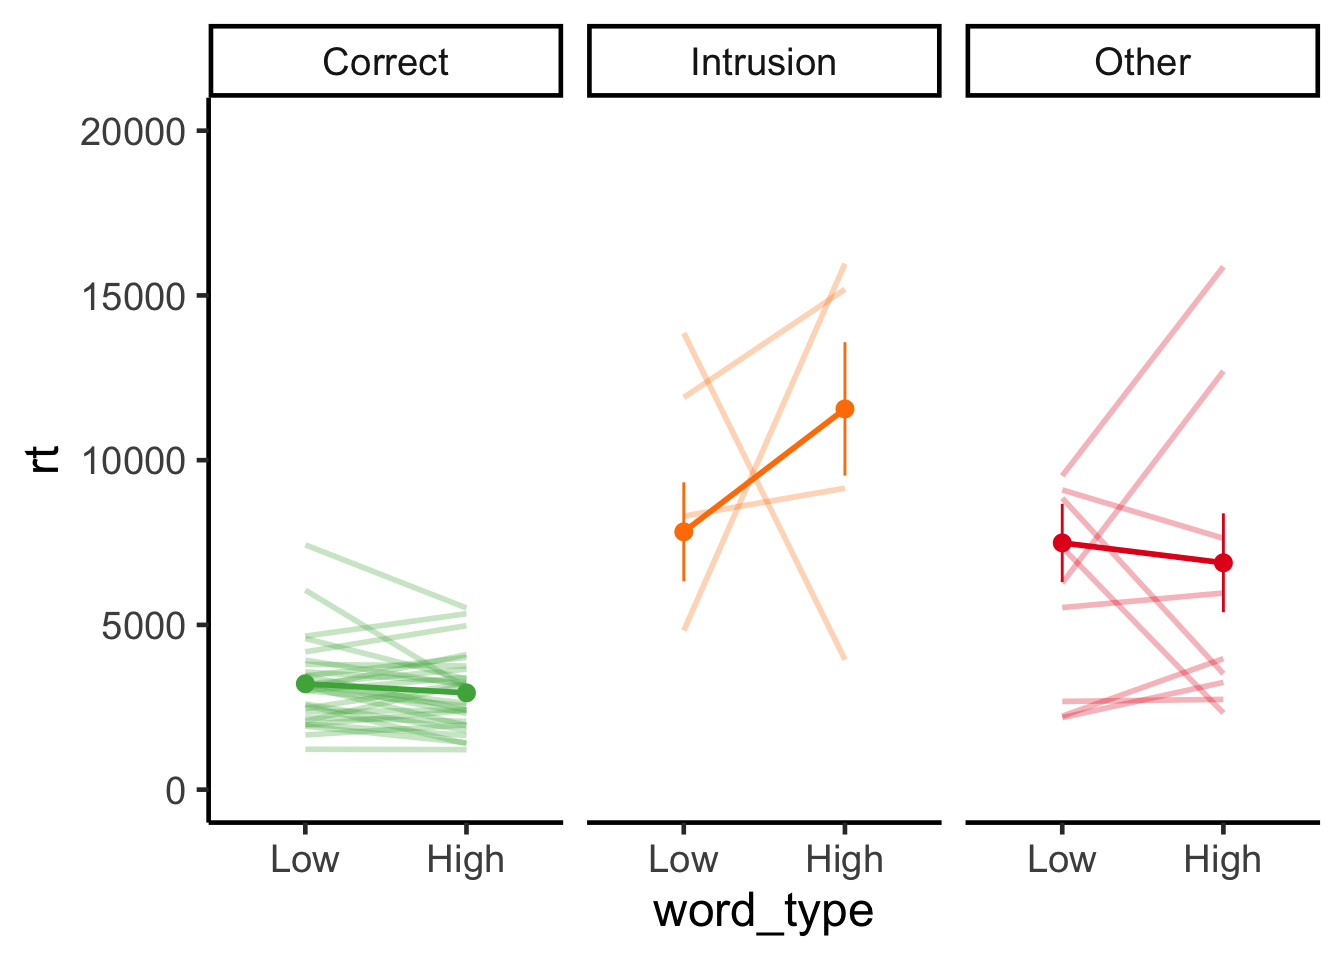 Correct
Intrusion
Other
20000
15000
10000
5000
0
rt
Low
High
Low
High
Low
High
word_type